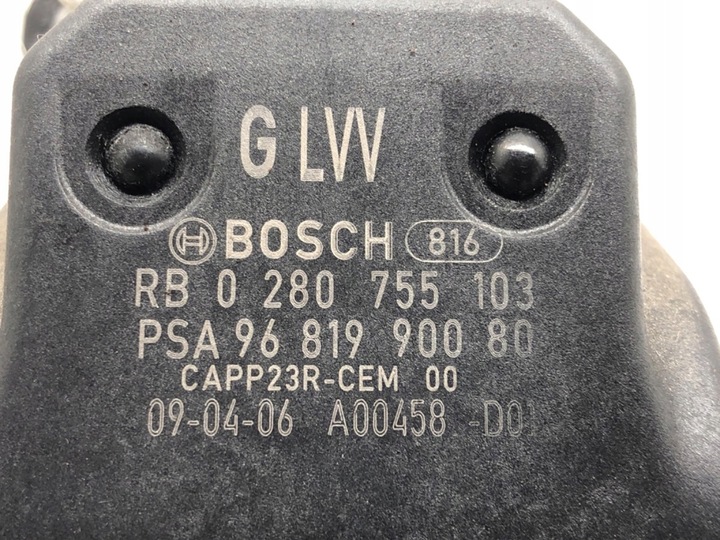 G LVV
BOSCH 816
RB 0 280 755 103
PSA 96 819 900 80
CAPP23R-CEM 00
09-04-06 A00458 -D0